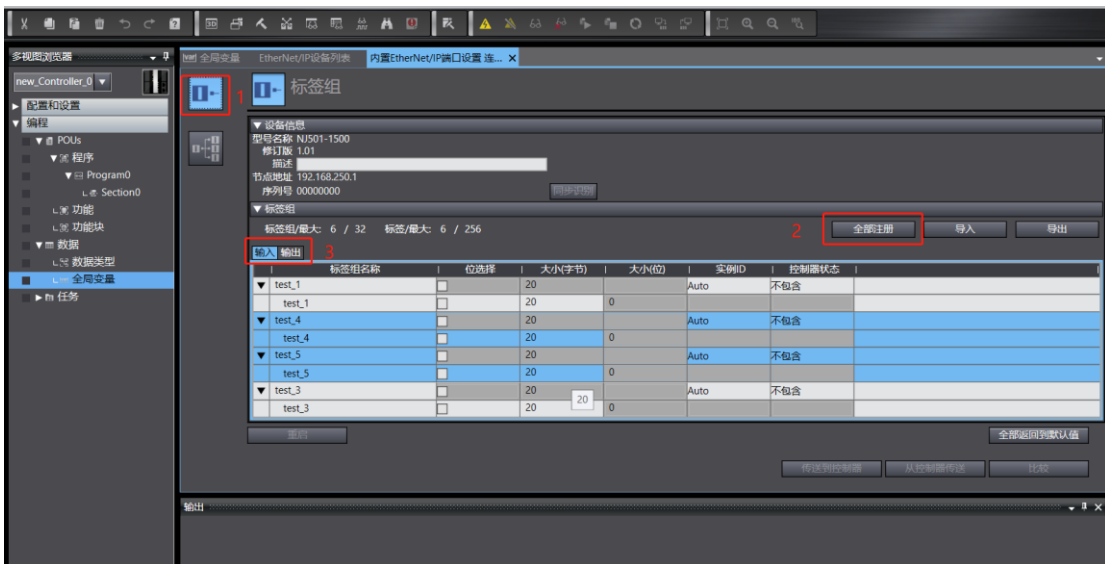 多视图浏览器
全局变量 EtherNet/IP设备列表 内置EtherNet/IP端口设置 连... X
new_Controller_0
配置和设置
编程
POUs
程序
Program0
Section0
功能
功能块
数据
数据类型
全局变量
任务
1
标签组
设备信息
型号名称 NJ501-1500
修订版 1.01
描述
节点地址 192.168.250.1
序列号 00000000 同步识别
标签组
标签组/最大: 6 / 32 标签/最大: 6 / 256
2 全部注册 导入 导出
输入 输出 3
标签组名称 位选择 大小(字节) 大小(位) 实例ID 控制器状态
test_1 20 Auto 不包含
test_1 20 0
test_4 20 Auto 不包含
test_4 20 0
test_5 20 Auto 不包含
test_5 20 0
test_3 20 Auto 不包含
20
test_3 20 0
重启 全部返回到默认值
传送到控制器 从控制器传送 比较
输出